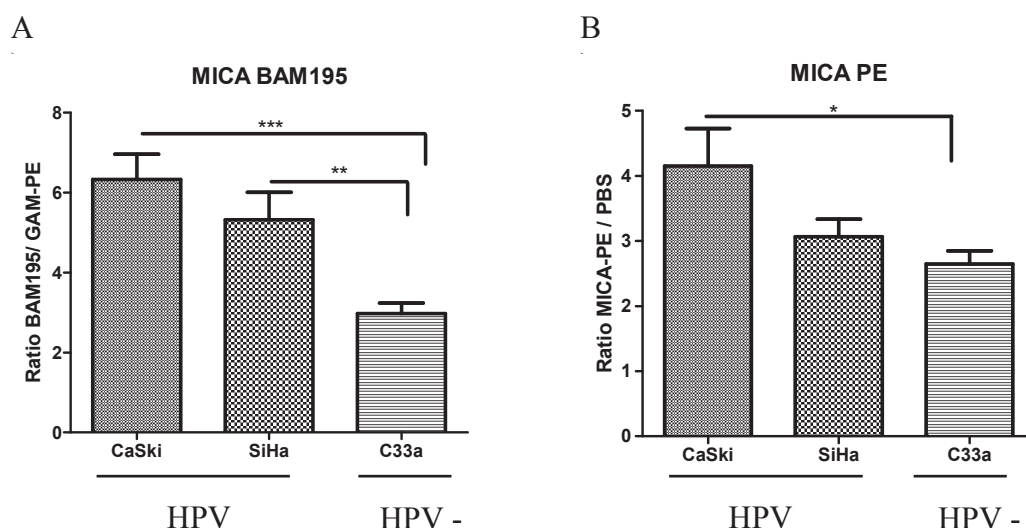 A
MICA BAM195
Ratio BAM195/ GAM-PE
8
6
4
2
0
***
**
CaSki SiHa C33a
HPV HPV -
B
MICA PE
Ratio MICA-PE / PBS
5
4
3
2
1
0
*
CaSki SiHa C33a
HPV HPV -